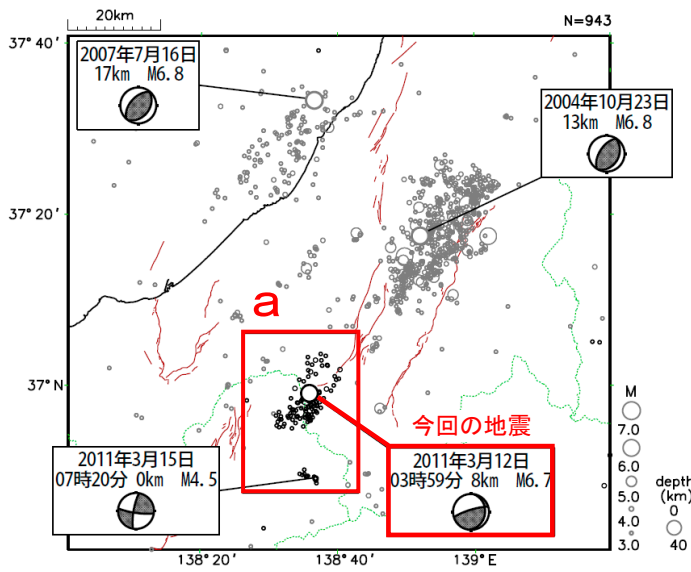 20km
N=943
37°40′
2007年7月16日
17km M6.8
2004年10月23日
13km M6.8
37°20′
a
37°N
今回の地震
2011年3月15日
07時20分 0km M4.5
2011年3月12日
03時59分 8km M6.7
M
7.0
6.0
5.0
4.0
3.0
depth
(km)
0
40
138°20′
138°40′
139°E